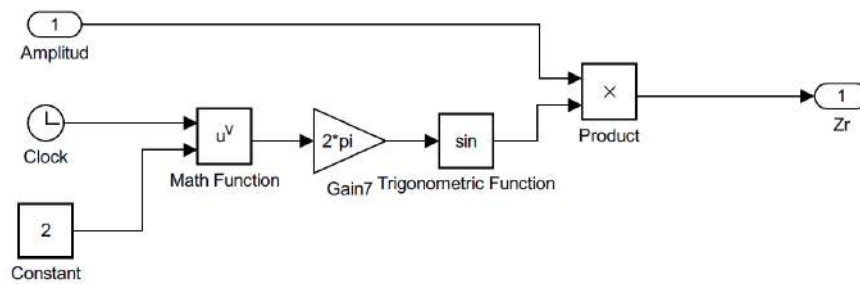 1
Amplitud
Clock
2
Constant
u^v
Math Function
2*pi
Gain7
sin
Trigonometric Function
×
Product
1
Zr